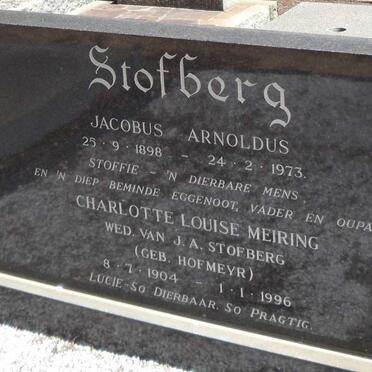 Stofberg
JACOBUS ARNOLDUS
25 · 9 · 1898 – 24 · 2 · 1973.
STOFFIE – 'N DIERBARE MENS,
EN 'N DIEP BEMINDE EGGENOOT, VADER EN OUPA
CHARLOTTE LOUISE MEIRING
WED. VAN J.A. STOFBERG
(GEB. HOFMEYR)
8 · 7 · 1904 – 1 · 1 · 1996
LUCIE–SO DIERBAAR, SO PRAGTIG.